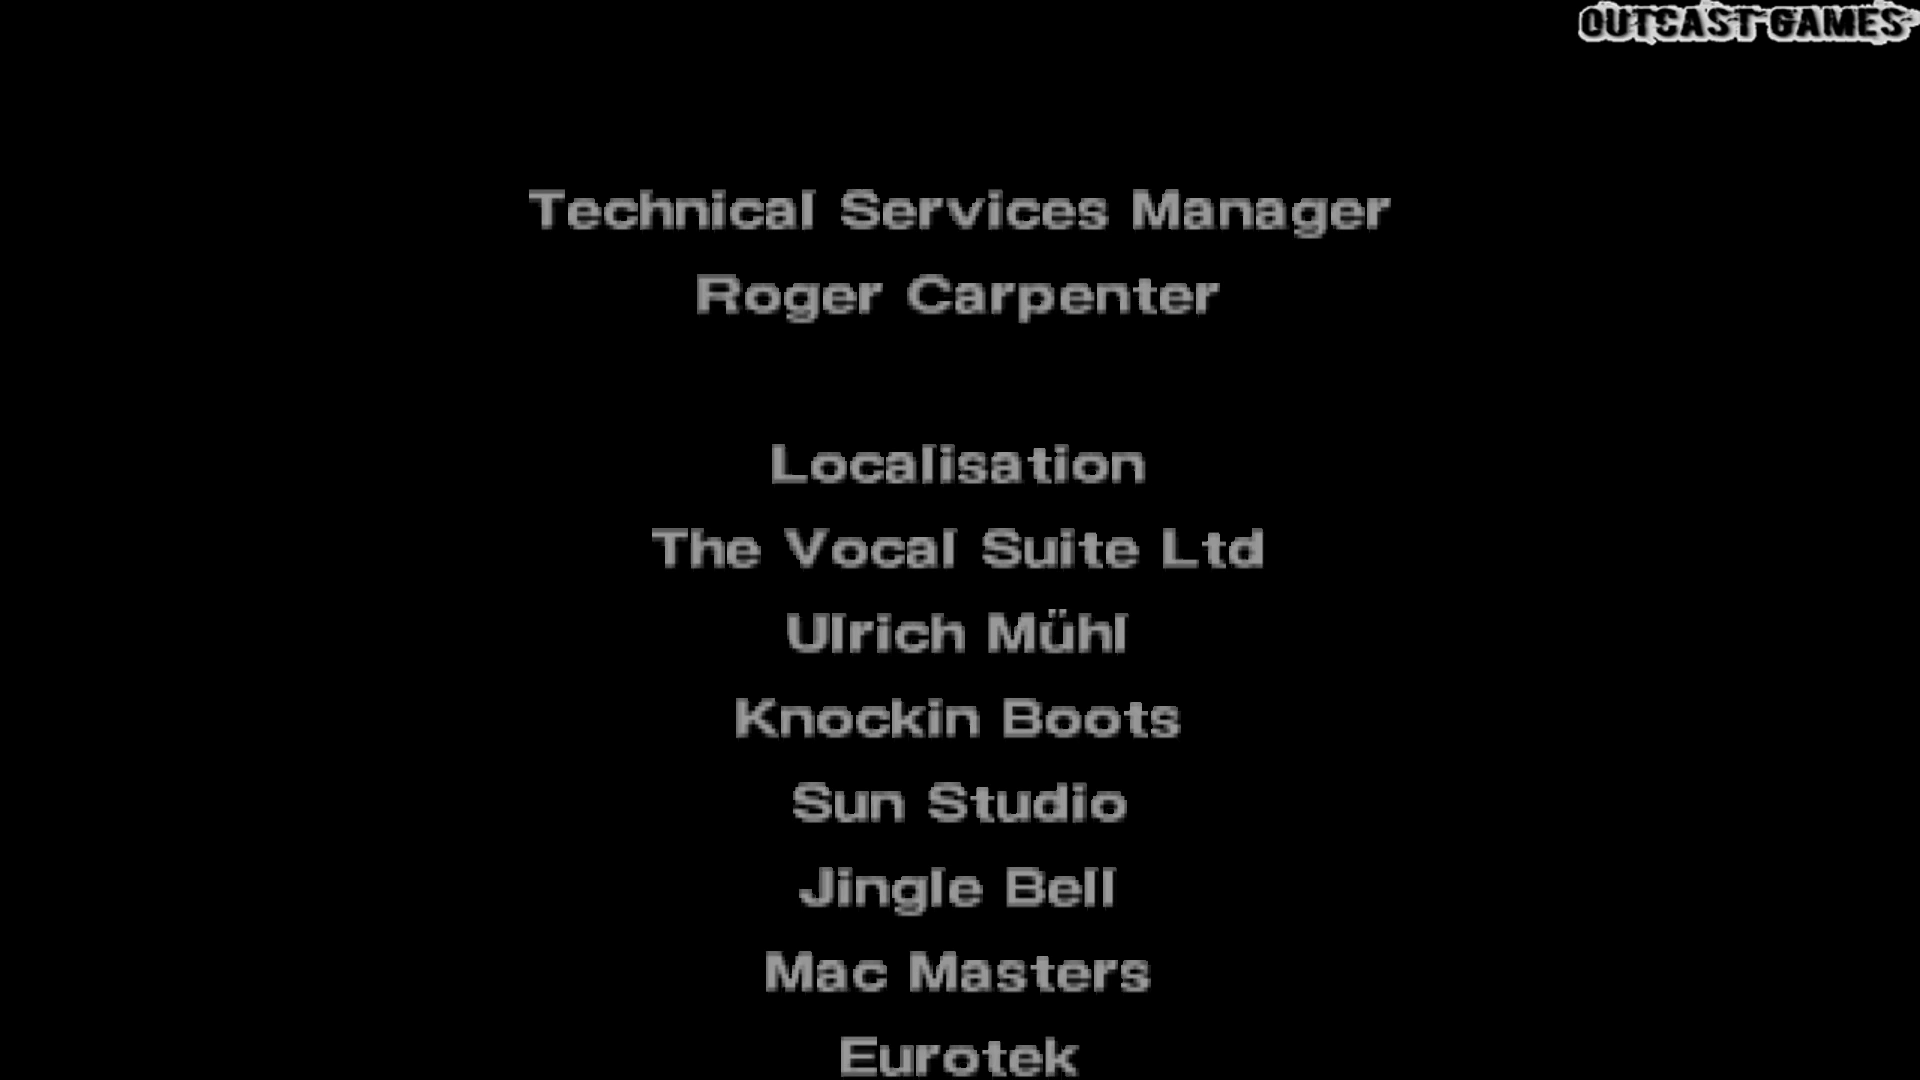 OUTCAST GAMES
Technical Services Manager
Roger Carpenter
Localisation
The Vocal Suite Ltd
Ulrich Mühl
Knockin Boots
Sun Studio
Jingle Bell
Mac Masters
Eurotek